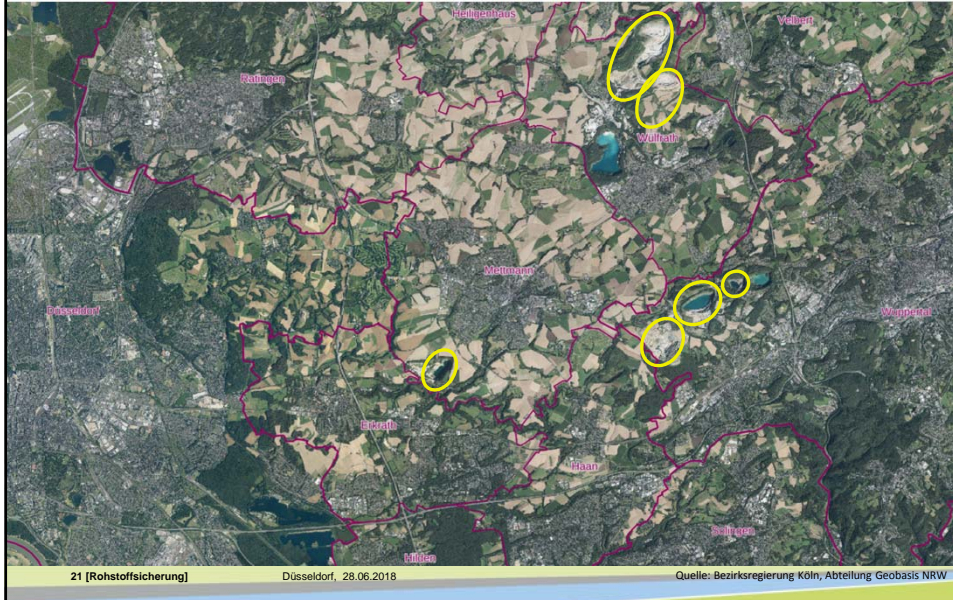 Heiligenhaus
Velbert
Ratingen
Wülfrath
Mettmann
Düsseldorf
Wuppertal
Erkrath
Haan
Solingen
Hilden
21 [Rohstoffsicherung] Düsseldorf, 28.06.2018 Quelle: Bezirksregierung Köln, Abteilung Geobasis NRW